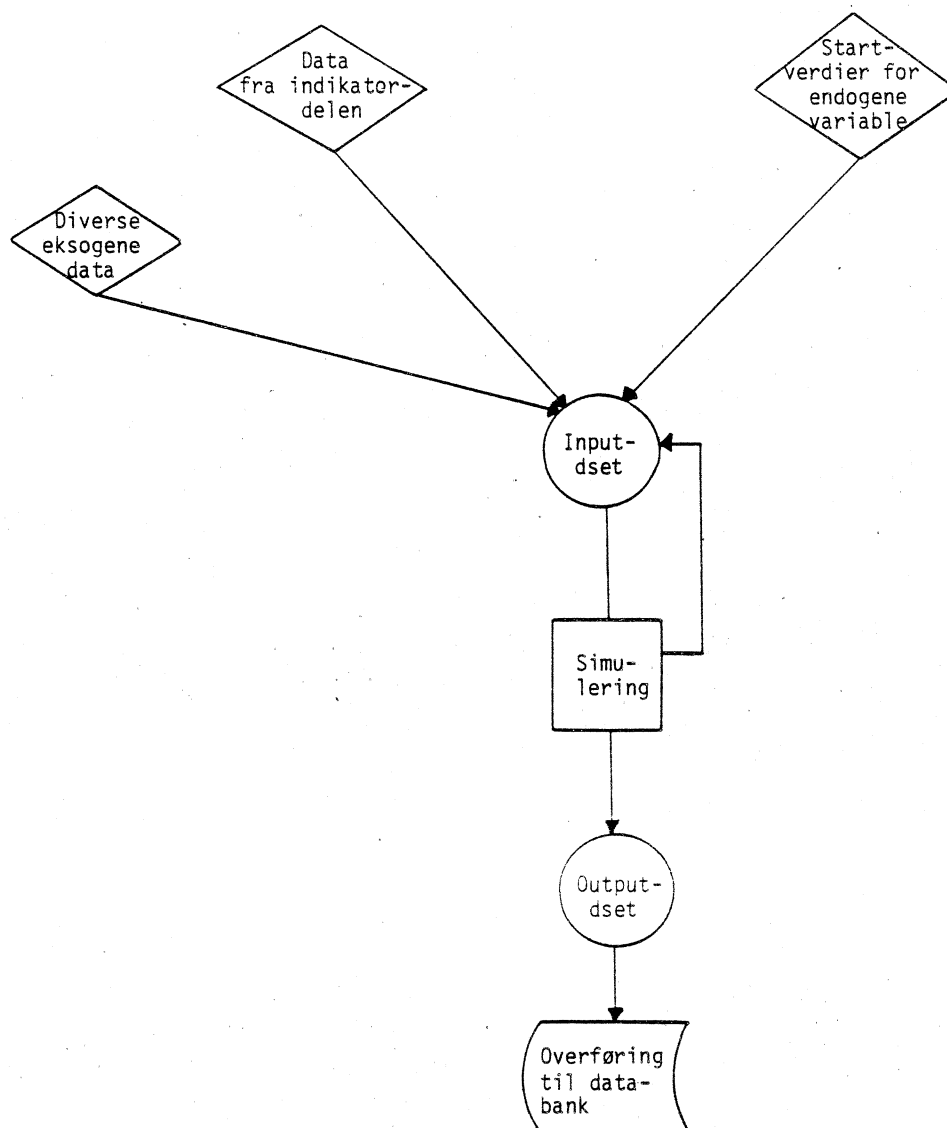 Data
fra indikator-
delen
Start-
verdier for
endogene
variable
Diverse
eksogene
data
Input-
dset
Simu-
lering
Output-
dset
Overføring
til data-
bank